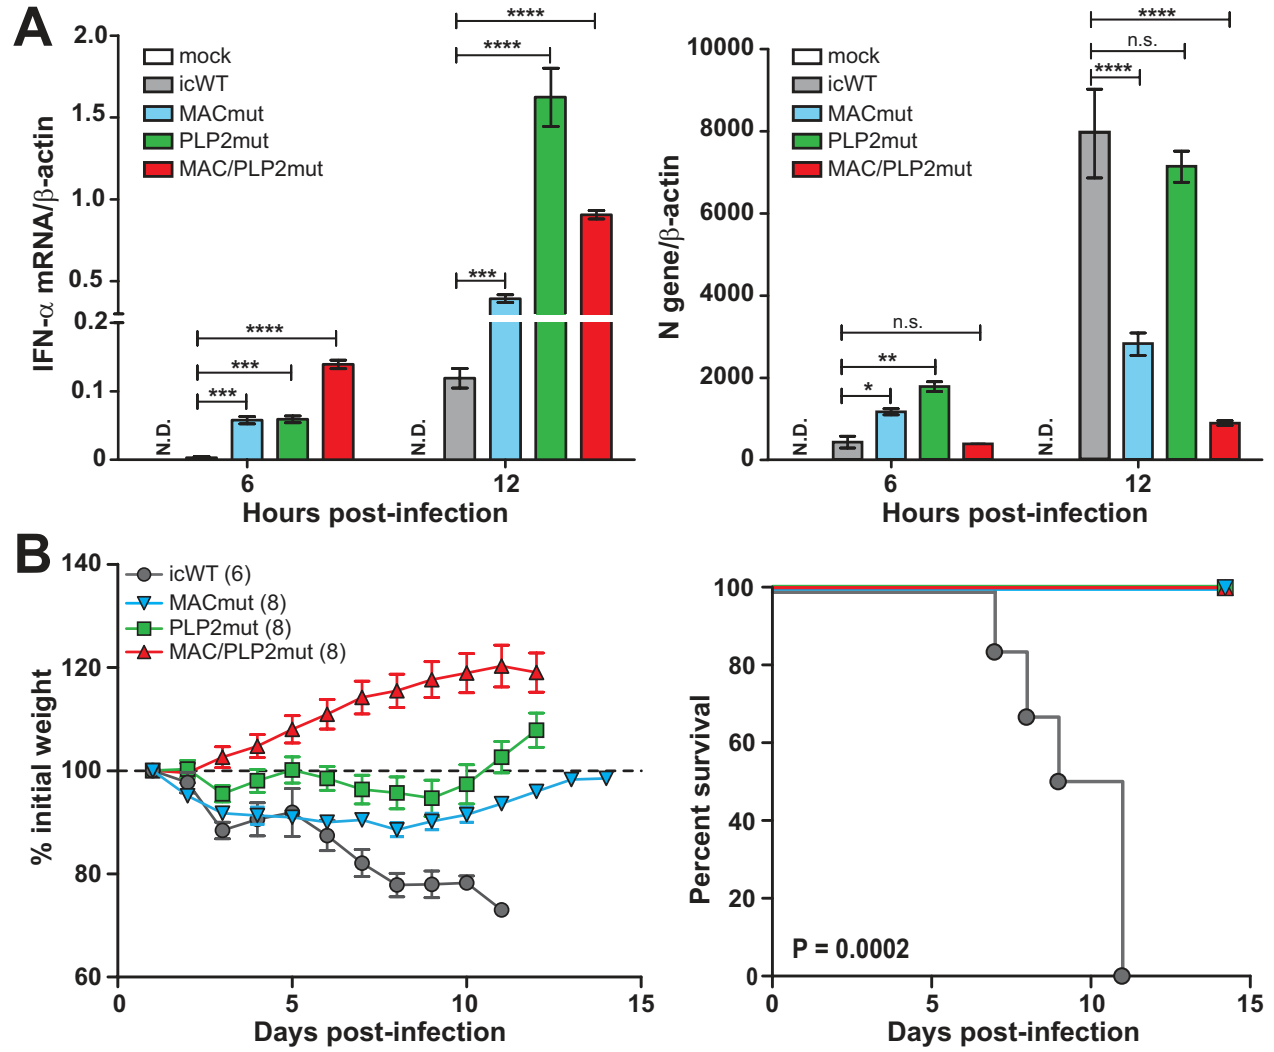 A
****
****
2.0
mock
icWT
MACmut
PLP2mut
MAC/PLP2mut
1.5
1.0
0.5
0.2
0.1
0
IFN-α mRNA/β-actin
***
****
***
***
N.D.
N.D.
6
12
Hours post-infection
****
n.s.
****
10000
mock
icWT
MACmut
PLP2mut
MAC/PLP2mut
8000
6000
4000
2000
0
N gene/β-actin
n.s.
**
*
N.D.
N.D.
6
12
Hours post-infection
B
140
icWT (6)
MACmut (8)
PLP2mut (8)
MAC/PLP2mut (8)
120
100
80
60
% initial weight
0
5
10
15
Days post-infection
100
80
60
40
20
0
Percent survival
P = 0.0002
0
5
10
15
Days post-infection